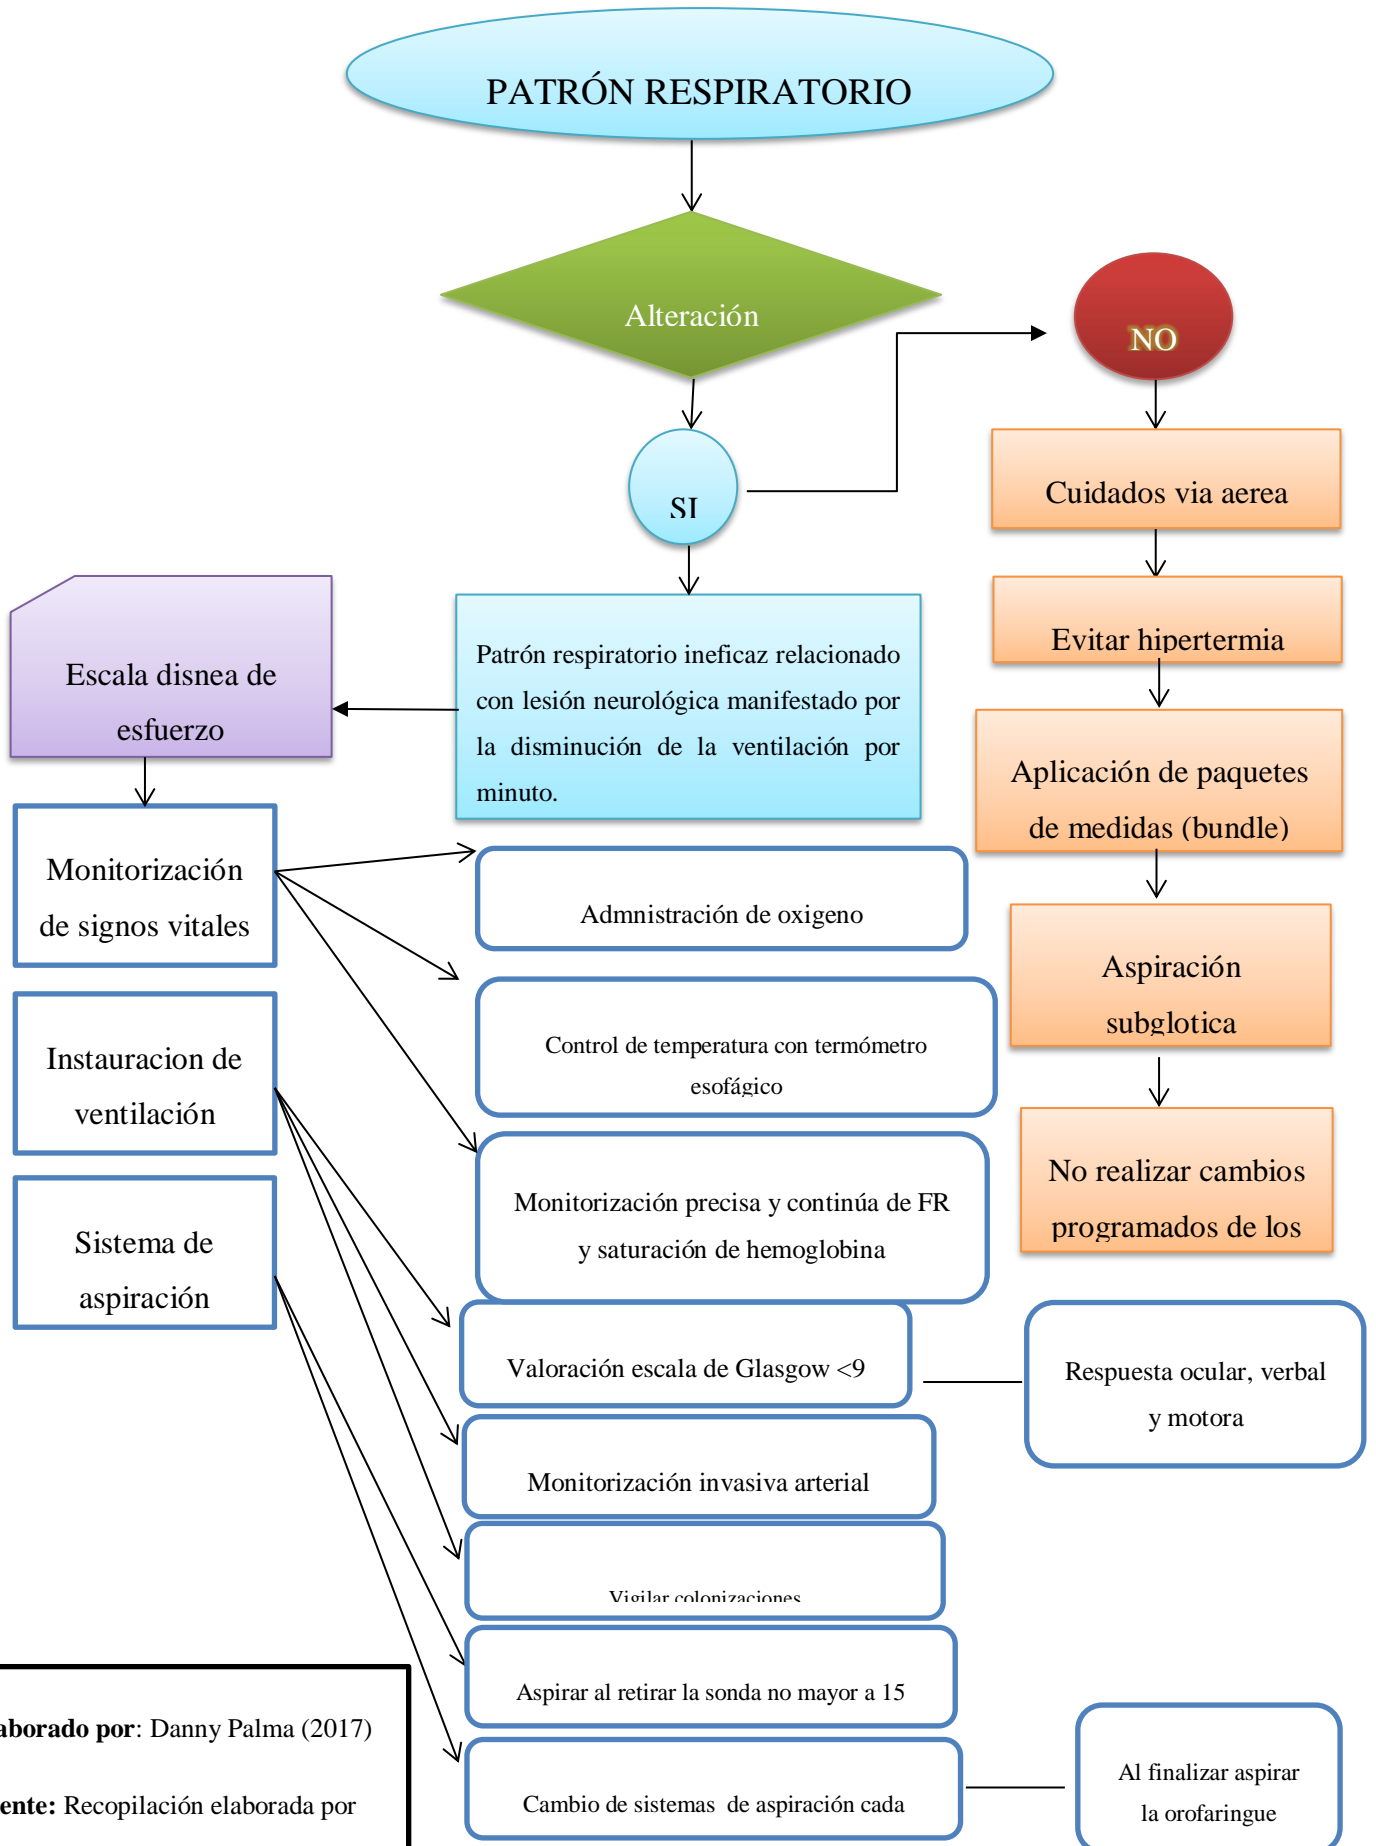 PATRÓN RESPIRATORIO
Alteración
NO
SI
Cuidados via aerea
Evitar hipertermia
Aplicación de paquetes
de medidas (bundle)
Aspiración
subglotica
No realizar cambios
programados de los
Patrón respiratorio ineficaz relacionado
con lesión neurológica manifestado por
la disminución de la ventilación por
minuto.
Escala disnea de
esfuerzo
Monitorización
de signos vitales
Instauracion de
ventilación
Sistema de
aspiración
Admnistración de oxigeno
Control de temperatura con termómetro
esofágico
Monitorización precisa y continúa de FR
y saturación de hemoglobina
Valoración escala de Glasgow <9
Respuesta ocular, verbal
y motora
Monitorización invasiva arterial
Vigilar colonizaciones
Aspirar al retirar la sonda no mayor a 15
Cambio de sistemas de aspiración cada
Al finalizar aspirar
la orofaringue
aborado por: Danny Palma (2017)
ente: Recopilación elaborada por